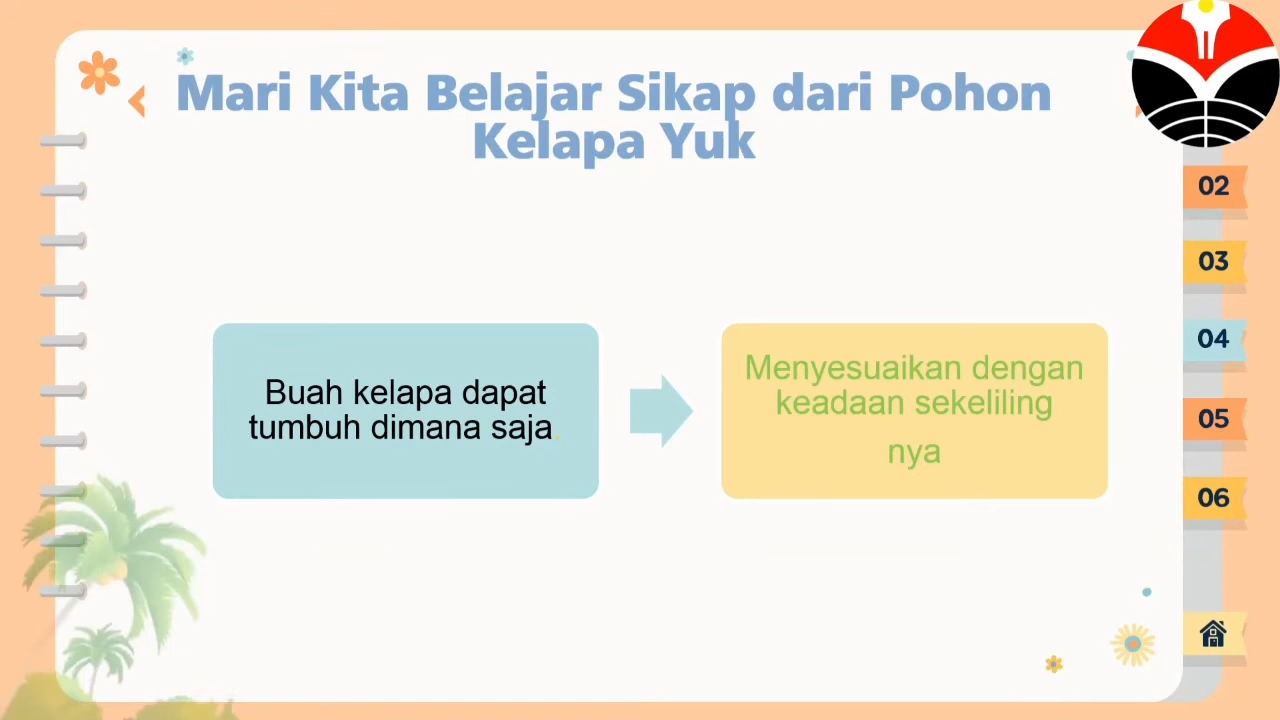 Mari Kita Belajar Sikap dari Pohon
Kelapa Yuk
02
03
04
05
06
Buah kelapa dapat
tumbuh dimana saja.
Menyesuaikan dengan
keadaan sekeliling
nya